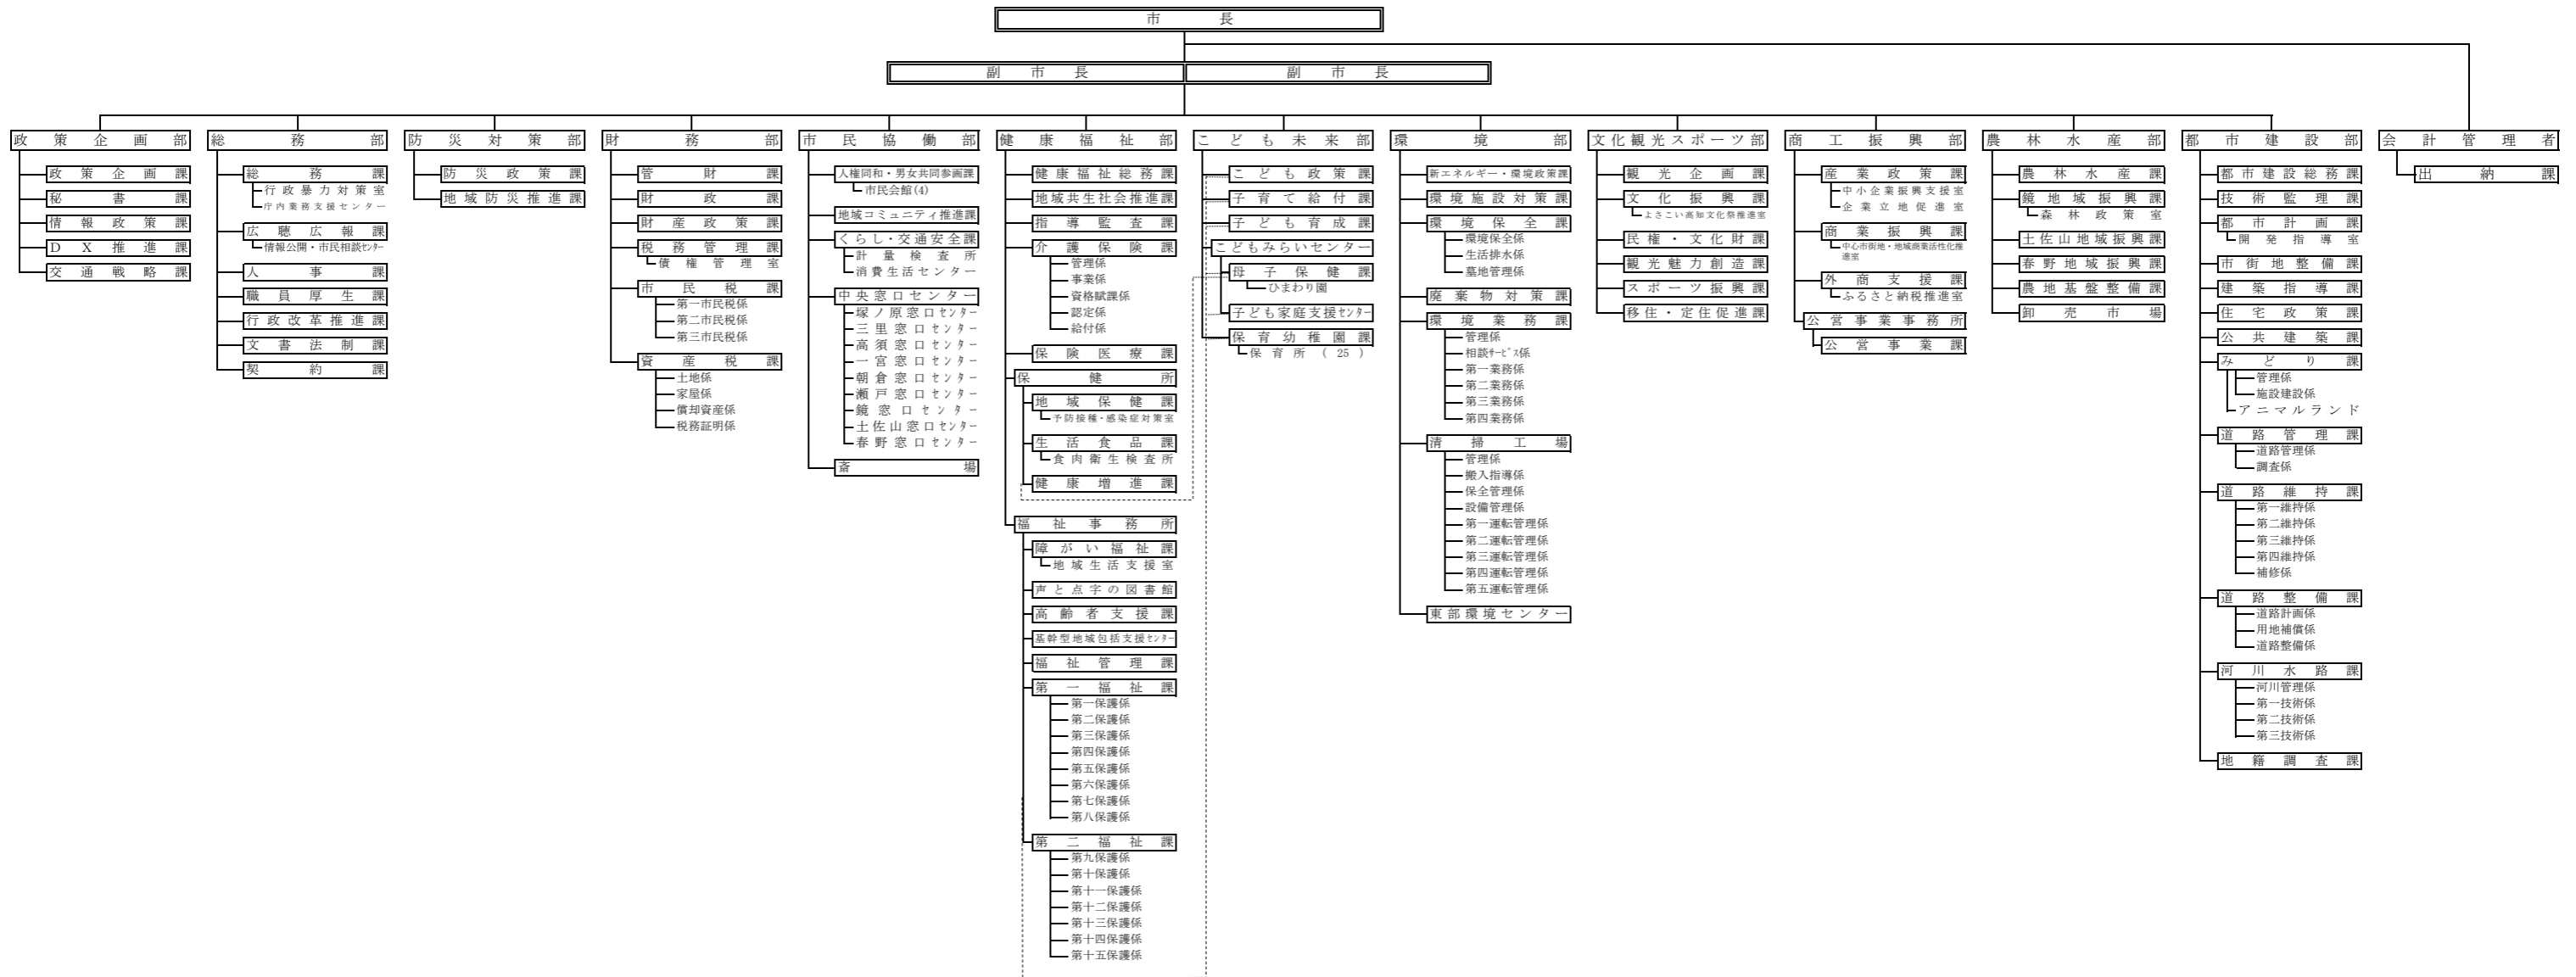 市長
副市長
副市長
政策企画部
政策企画課
秘書課
情報政策課
DX推進課
交通戦略課
総務部
総務課
行政暴力対策室
庁内業務支援センター
広聴広報課
情報公開・市民相談センター
人事課
職員厚生課
行政改革推進課
文書法制課
契約課
防災対策部
防災政策課
地域防災推進課
財務部
管財課
財政課
財産政策課
税務管理課
債権管理室
市民税課
第一市民税係
第二市民税係
第三市民税係
資産税課
土地係
家屋係
償却資産係
税務証明係
市民協働部
人権同和・男女共同参画課
市民会館(4)
地域コミュニティ推進課
くらし・交通安全課
計量検査所
消費生活センター
中央窓口センター
塚ノ原窓口センター
三里窓口センター
高須窓口センター
一宮窓口センター
朝倉窓口センター
瀬戸窓口センター
鏡窓口センター
土佐山窓口センター
春野窓口センター
斎場
健康福祉部
健康福祉総務課
地域共生社会推進課
指導監査課
介護保険課
管理係
事業係
資格賦課係
認定係
給付係
保険医療課
保健所
地域保健課
予防接種・感染症対策室
生活食品課
食肉衛生検査所
健康増進課
福祉事務所
障がい福祉課
地域生活支援室
声と点字の図書館
高齢者支援課
基幹型地域包括支援センター
福祉管理課
第一福祉課
第一保護係
第二保護係
第三保護係
第四保護係
第五保護係
第六保護係
第七保護係
第八保護係
第二福祉課
第九保護係
第十保護係
第十一保護係
第十二保護係
第十三保護係
第十四保護係
第十五保護係
こども未来部
こども政策課
子育て給付課
子ども育成課
こどもみらいセンター
母子保健課
ひまわり園
子ども家庭支援センター
保育幼稚園課
保育所(25)
環境部
新エネルギー・環境政策課
環境施設対策課
環境保全課
環境保全係
生活排水係
墓地管理係
廃棄物対策課
環境業務課
管理係
相談サービス係
第一業務係
第二業務係
第三業務係
第四業務係
清掃工場
管理係
搬入指導係
保全管理係
設備管理係
第一運転管理係
第二運転管理係
第三運転管理係
第四運転管理係
第五運転管理係
東部環境センター
文化観光スポーツ部
観光企画課
文化振興課
よさこい高知文化祭推進室
民権・文化財課
観光魅力創造課
スポーツ振興課
移住・定住促進課
商工振興部
産業政策課
中小企業振興支援室
企業立地促進室
商業振興課
中心市街地・地域商業活性化推
進室
外商支援課
ふるさと納税推進室
公営事業事務所
公営事業課
農林水産部
農林水産課
鏡地域振興課
森林政策室
土佐山地域振興課
春野地域振興課
農地基盤整備課
卸売市場
都市建設部
都市建設総務課
技術監理課
都市計画課
開発指導室
市街地整備課
建築指導課
住宅政策課
公共建築課
みどり課
管理係
施設建設係
アニマルランド
道路管理課
道路管理係
調査係
道路維持課
第一維持係
第二維持係
第三維持係
第四維持係
補修係
道路整備課
道路計画係
用地補償係
道路整備係
河川水路課
河川管理係
第一技術係
第二技術係
第三技術係
地籍調査課
会計管理者
出納課